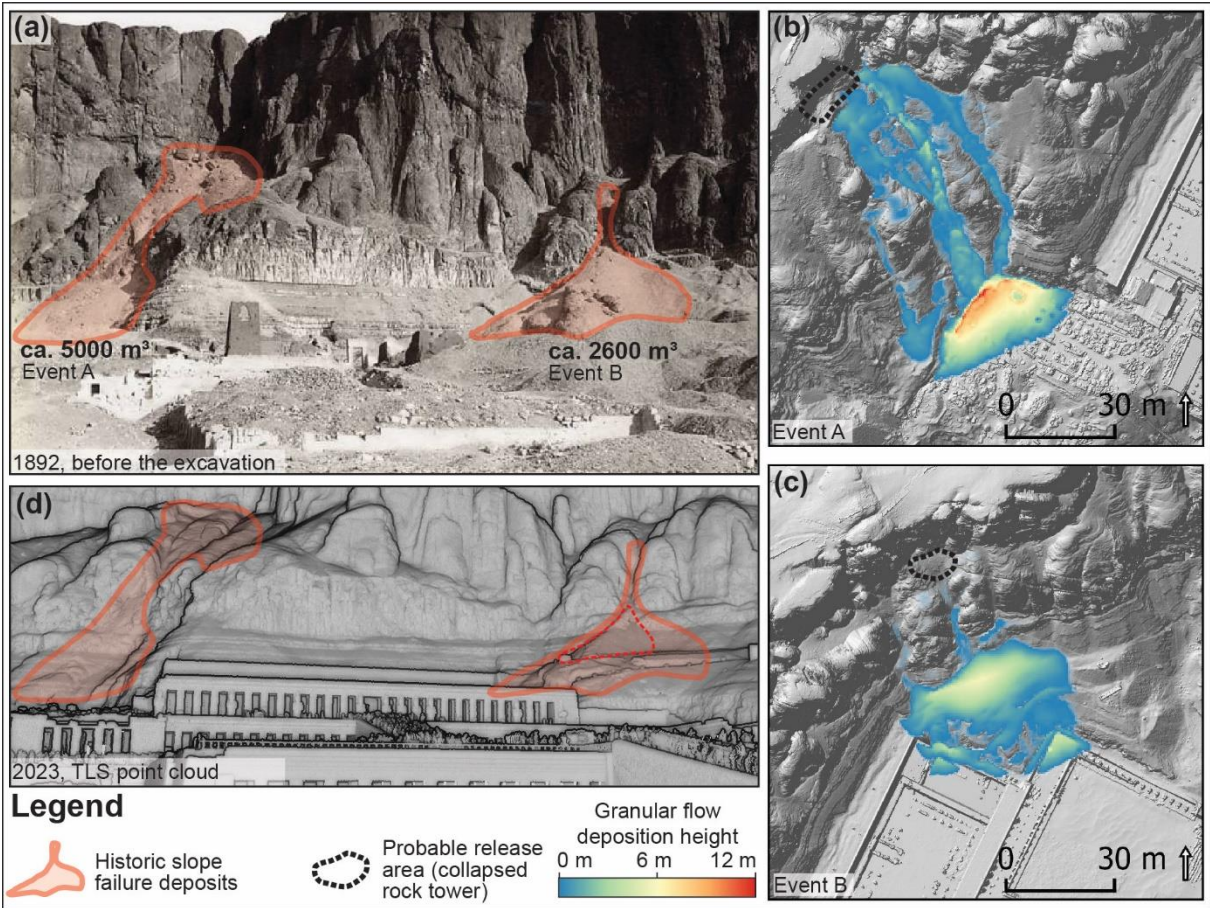 (a)
ca. 5000 m³
Event A
ca. 2600 m³
Event B
1892, before the excavation
(b)
0 30 m
Event A
(c)
0 30 m
Event B
(d)
2023, TLS point cloud
Legend
Historic slope
failure deposits
Probable release
area (collapsed
rock tower)
Granular flow
deposition height
0 m 6 m 12 m